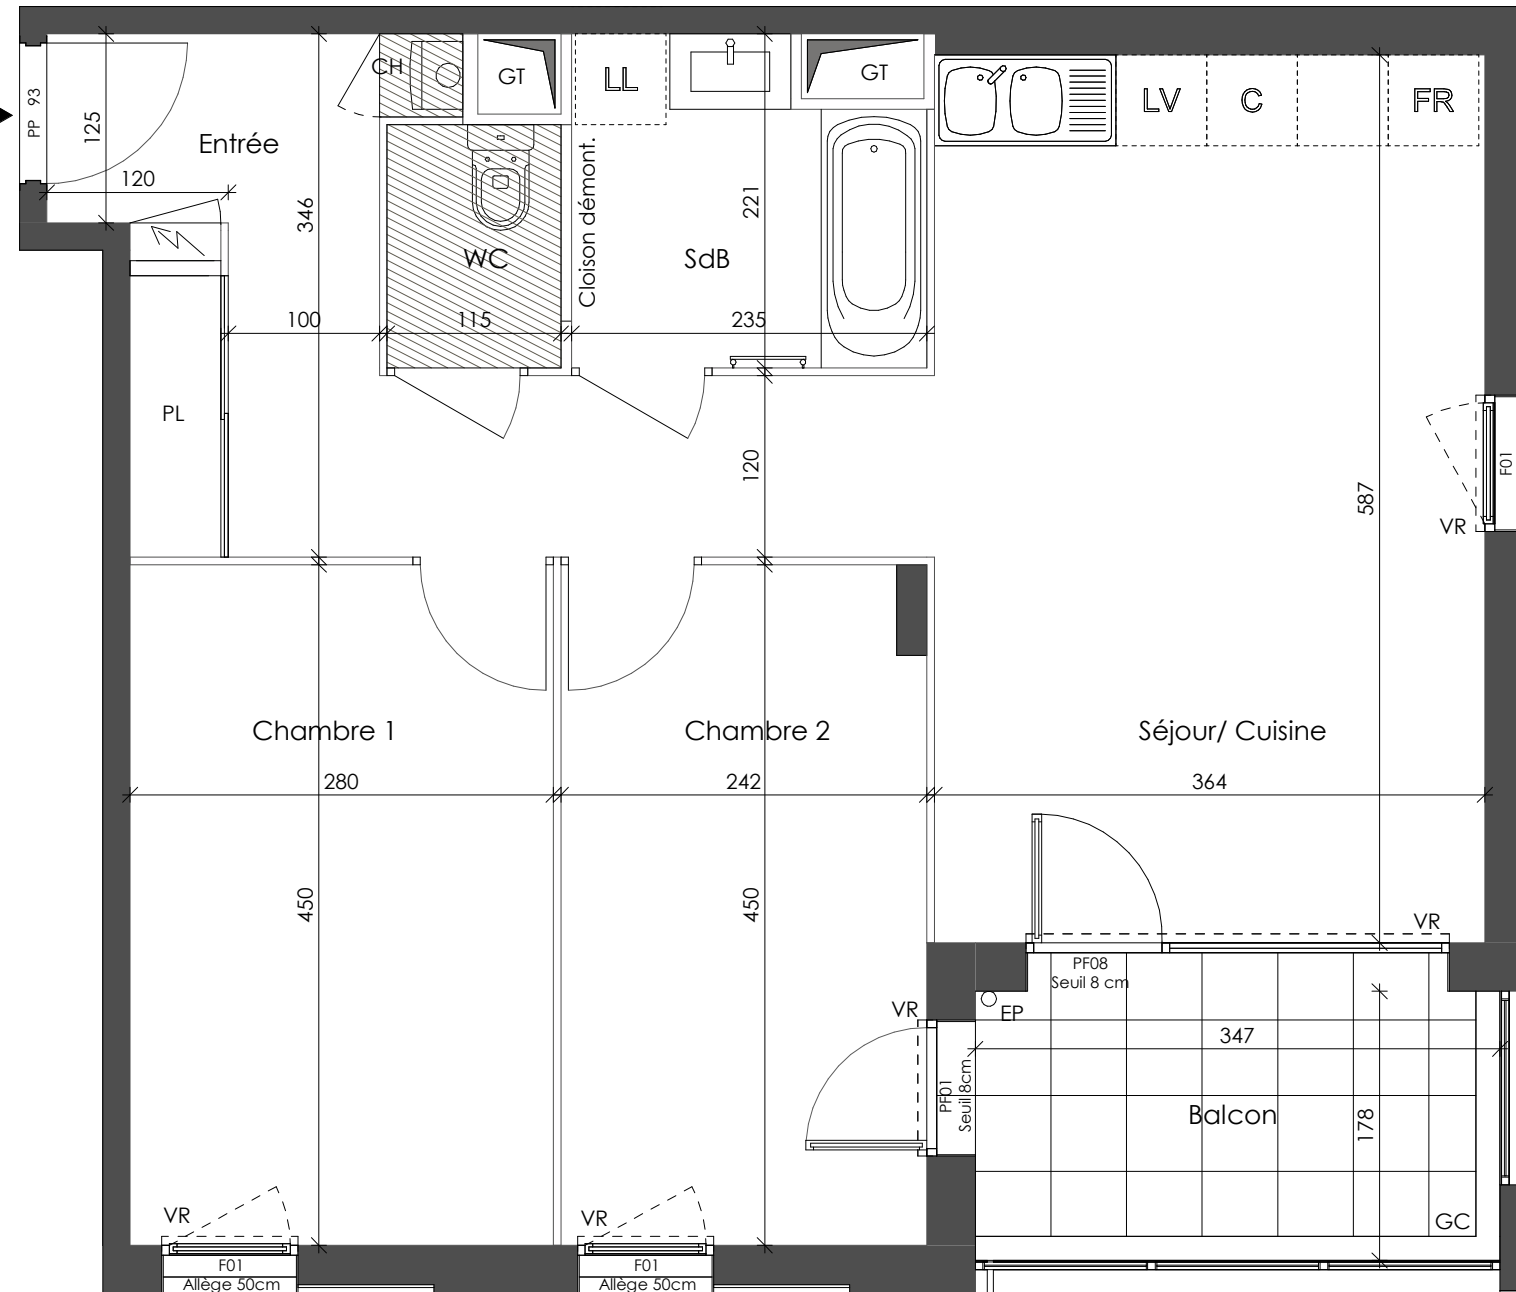 CH
GT
LL
GT
LV
C
FR
PP 93
125
Entrée
120
346
Cloison démont.
221
WC
SdB
100
115
235
PL
120
587
F01
VR
Chambre 1
Chambre 2
Séjour/ Cuisine
280
242
364
450
450
VR
PF08
Seuil 8 cm
VR
EP
347
PF01
Seuil 8cm
Balcon
178
VR
VR
GC
F01
Allège 50cm
F01
Allège 50cm